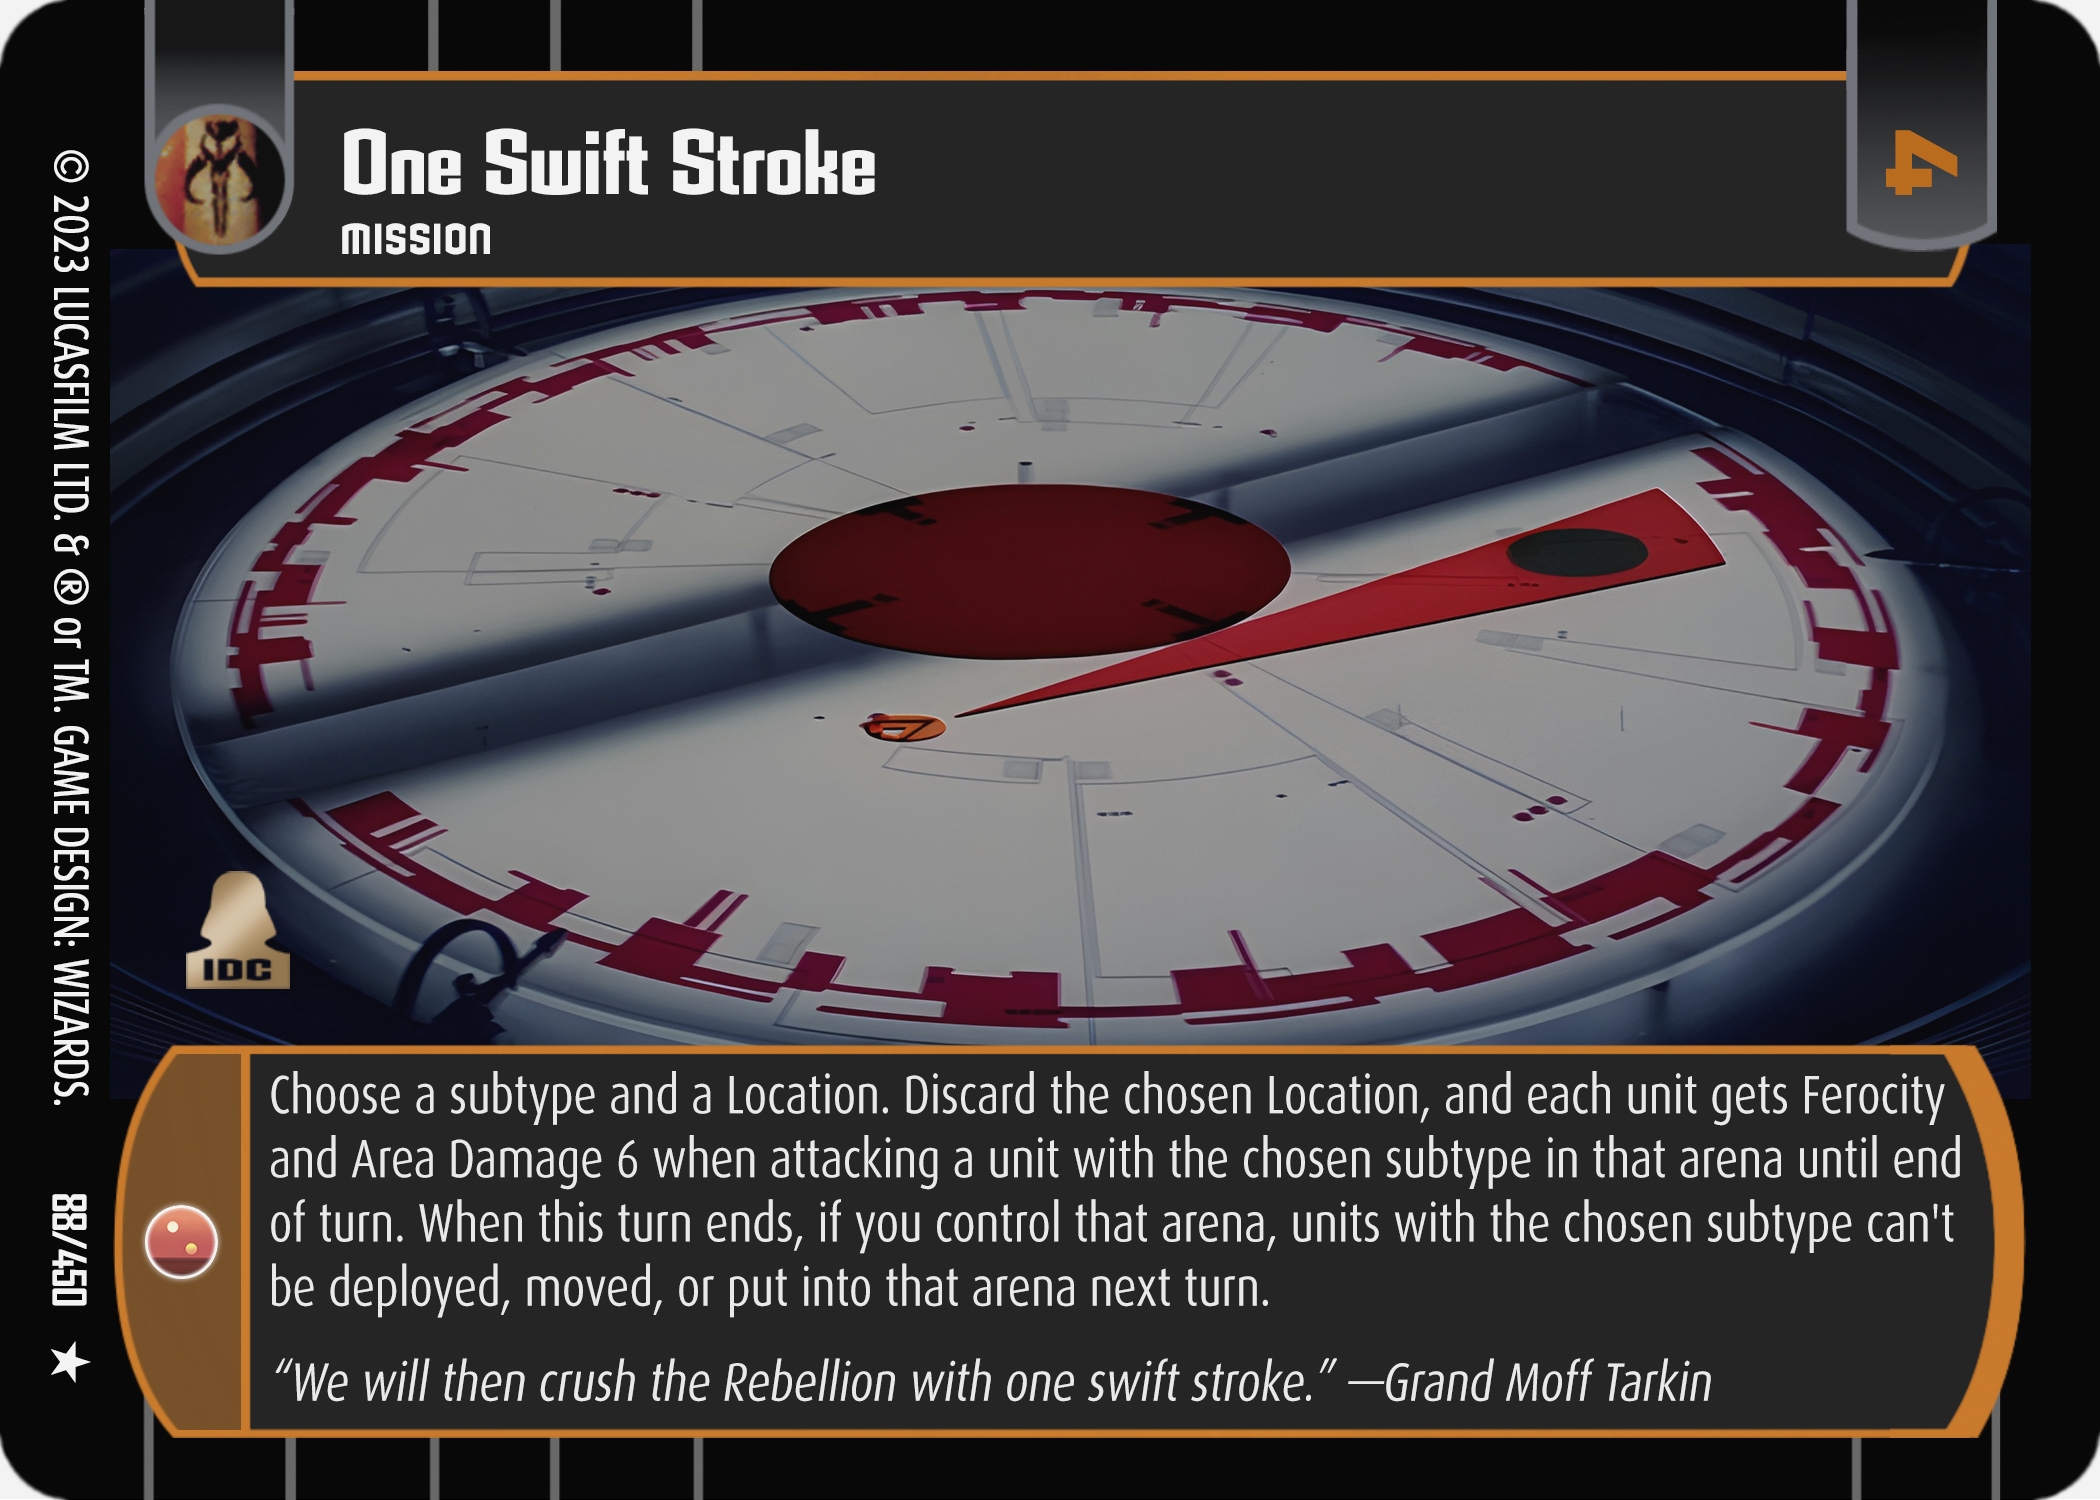 One Swift Stroke
MISSION
4
IDC
Choose a subtype and a Location. Discard the chosen Location, and each unit gets Ferocity
and Area Damage 6 when attacking a unit with the chosen subtype in that arena until end
of turn. When this turn ends, if you control that arena, units with the chosen subtype can't
be deployed, moved, or put into that arena next turn.
“We will then crush the Rebellion with one swift stroke.” —Grand Moff Tarkin
© 2023 LUCASFILM LTD. & ® or TM. GAME DESIGN: WIZARDS.
88/450 ★